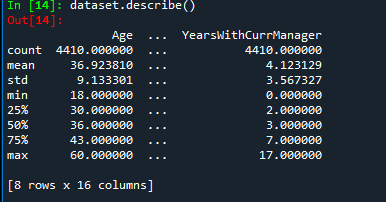 In [14]: dataset.describe()
Out[14]:
Age ... YearsWithCurrManager
count 4410.000000 ... 4410.000000
mean 36.923810 ... 4.123129
std 9.133301 ... 3.567327
min 18.000000 ... 0.000000
25% 30.000000 ... 2.000000
50% 36.000000 ... 3.000000
75% 43.000000 ... 7.000000
max 60.000000 ... 17.000000
[8 rows x 16 columns]